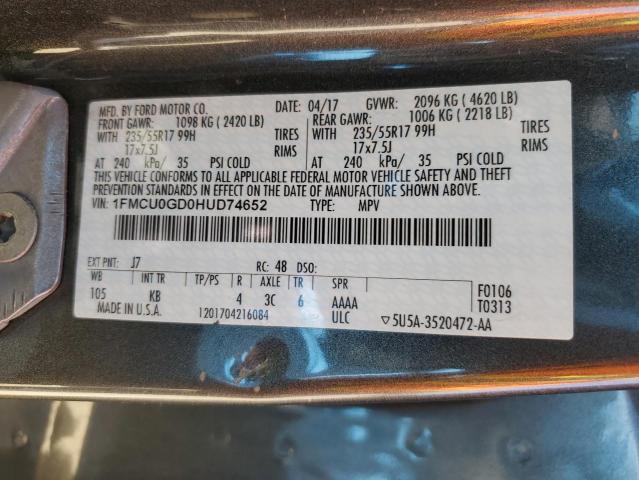 MFD. BY FORD MOTOR CO. DATE: 04/17 GVWR: 2096 KG ( 4620 LB)
FRONT GAWR: 1098 KG ( 2420 LB) REAR GAWR: 1006 KG ( 2218 LB)
WITH 235/55R17 99H TIRES WITH 235/55R17 99H TIRES
17x7.5J RIMS 17x7.5J RIMS
AT 240 kPa/ 35 PSI COLD AT 240 kPa/ 35 PSI COLD
THIS VEHICLE CONFORMS TO ALL APPLICABLE FEDERAL MOTOR VEHICLE SAFETY AND THEFT
PREVENTION STANDARDS IN EFFECT ON THE DATE OF MANUFACTURE SHOWN ABOVE.
VIN: 1FMCU0GD0HUD74652 TYPE: MPV
EXT PNT: J7 RC: 48 DSO:
WB INT TR TP/PS R AXLE TR SPR F0106
105 KB 4 3C 6 AAAA T0313
MADE IN U.S.A. 1201704216084 ULC ▽5U5A-3520472-AA